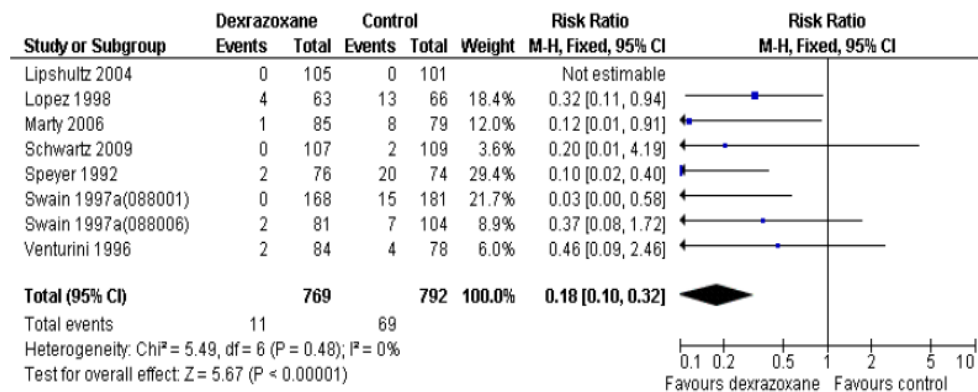 Dexrazoxane Control Risk Ratio Risk Ratio
Study or Subgroup Events Total Events Total Weight M-H, Fixed, 95% CI M-H, Fixed, 95% CI
Lipshultz 2004 0 105 0 101 Not estimable
Lopez 1998 4 63 13 66 18.4% 0.32 [0.11, 0.94]
Marty 2006 1 85 8 79 12.0% 0.12 [0.01, 0.91]
Schwartz 2009 0 107 2 109 3.6% 0.20 [0.01, 4.19]
Speyer 1992 2 76 20 74 29.4% 0.10 [0.02, 0.40]
Swain 1997a(088001) 0 168 15 181 21.7% 0.03 [0.00, 0.58]
Swain 1997a(088006) 2 81 7 104 8.9% 0.37 [0.08, 1.72]
Venturini 1996 2 84 4 78 6.0% 0.46 [0.09, 2.46]
Total (95% CI) 769 792 100.0% 0.18 [0.10, 0.32]
Total events 11 69
Heterogeneity: Chi² = 5.49, df = 6 (P = 0.48); I² = 0%
Test for overall effect: Z = 5.67 (P < 0.00001)
0.1 0.2 0.5 1 2 5 10
Favours dexrazoxane Favours control